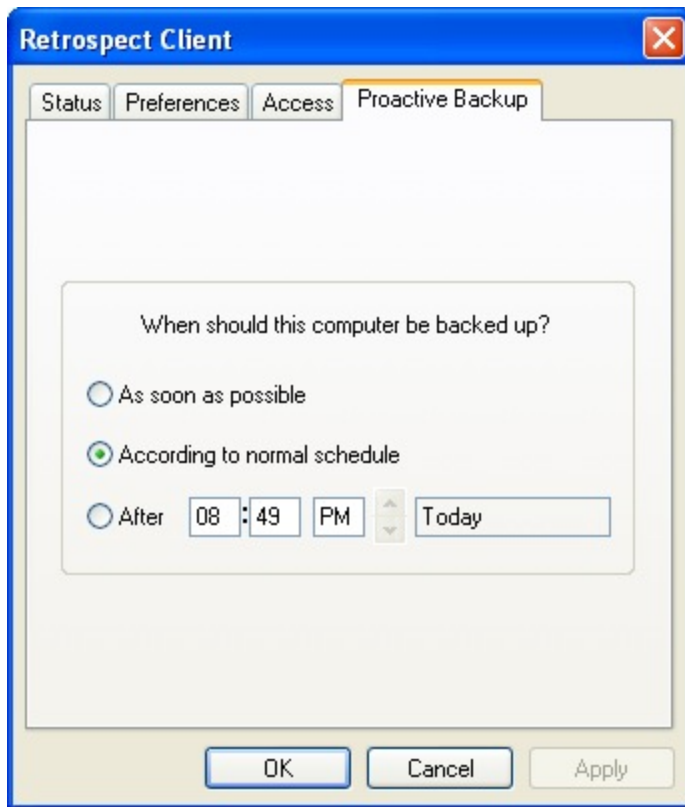 Retrospect Client
Status Preferences Access Proactive Backup
When should this computer be backed up?
As soon as possible
According to normal schedule
After 08 : 49 PM Today
OK Cancel Apply